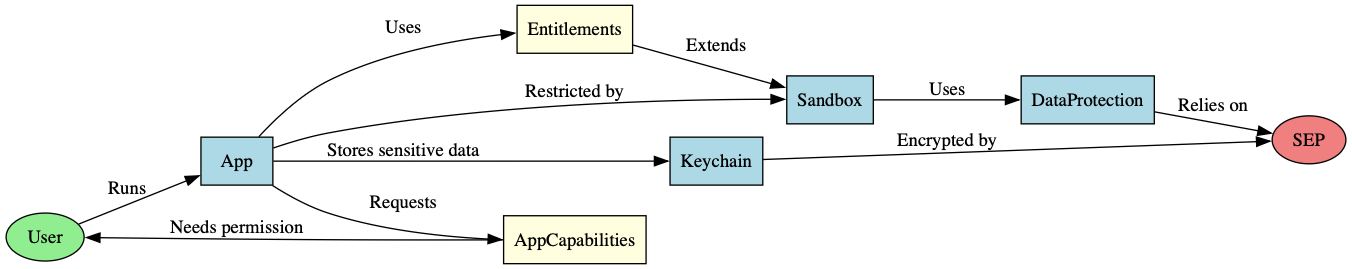 Uses
Entitlements
Extends
Restricted by
Sandbox
Uses
DataProtection
Relies on
App
Stores sensitive data
Keychain
Encrypted by
SEP
Runs
Requests
User
Needs permission
AppCapabilities